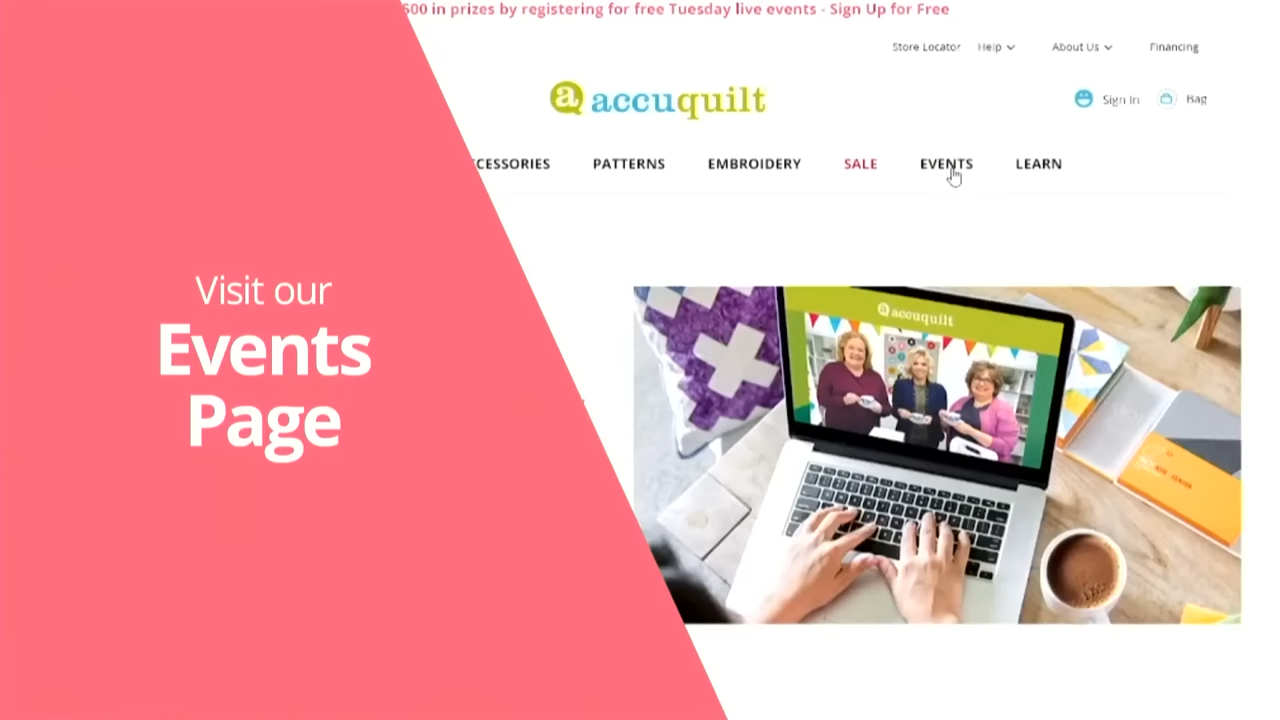 500 in prizes by registering for free Tuesday live events - Sign Up for Free
Store Locator Help About Us Financing
a accuquilt
Sign In Bag
CESSORIES PATTERNS EMBROIDERY SALE EVENTS LEARN
Visit our
Events
Page
a accuquilt